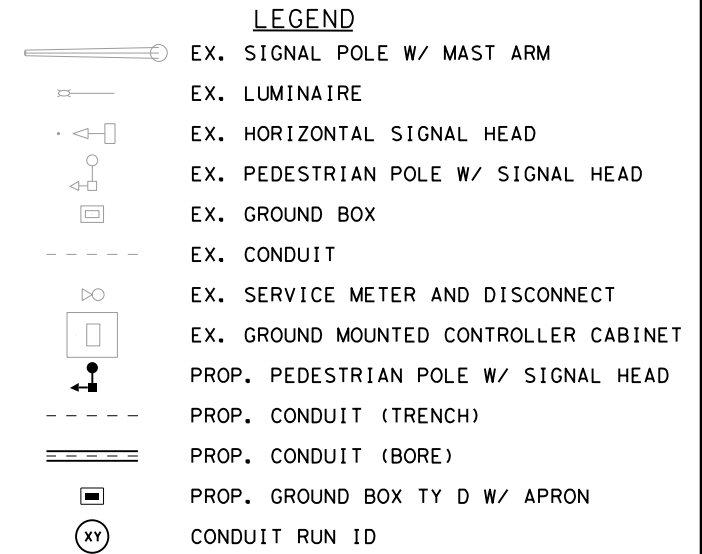 LEGEND
EX. SIGNAL POLE W/ MAST ARM
EX. LUMINAIRE
EX. HORIZONTAL SIGNAL HEAD
EX. PEDESTRIAN POLE W/ SIGNAL HEAD
EX. GROUND BOX
EX. CONDUIT
EX. SERVICE METER AND DISCONNECT
EX. GROUND MOUNTED CONTROLLER CABINET
PROP. PEDESTRIAN POLE W/ SIGNAL HEAD
PROP. CONDUIT (TRENCH)
PROP. CONDUIT (BORE)
PROP. GROUND BOX TY D W/ APRON
XY CONDUIT RUN ID